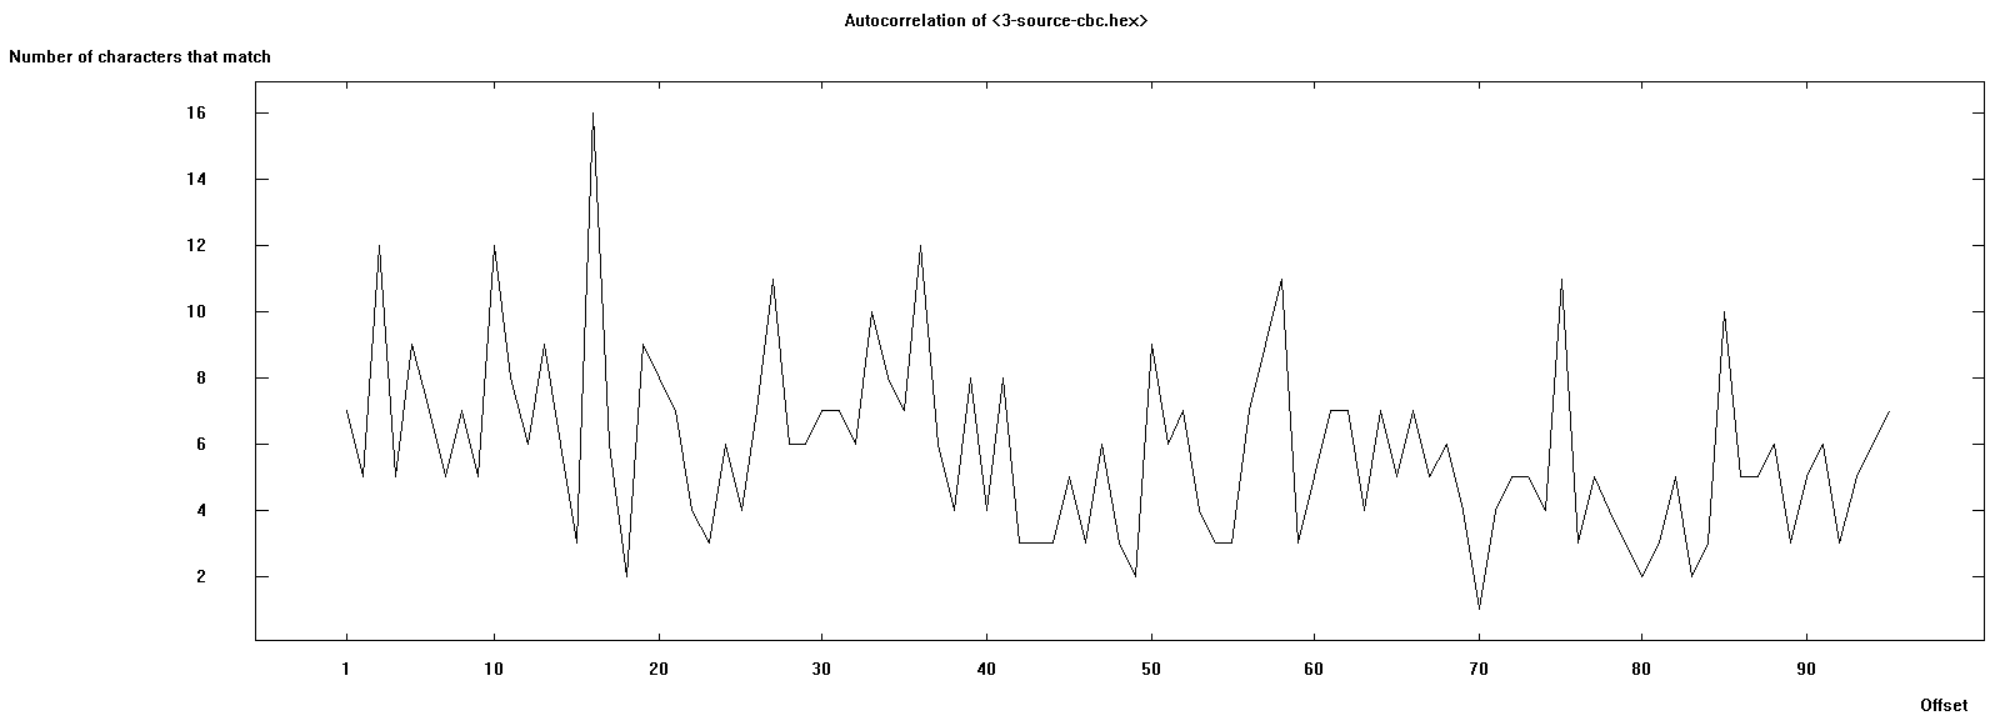 Autocorrelation of <3-source-cbc.hex>
Number of characters that match
16
14
12
10
8
6
4
2
1 10 20 30 40 50 60 70 80 90
Offset